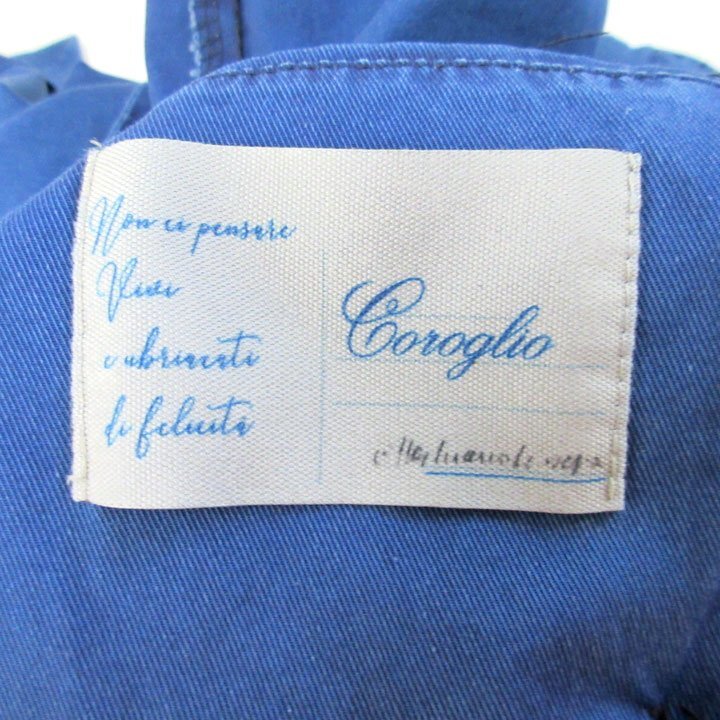 Non ci pensare
Vivi
e ubriacati
di felicità
Coroglio